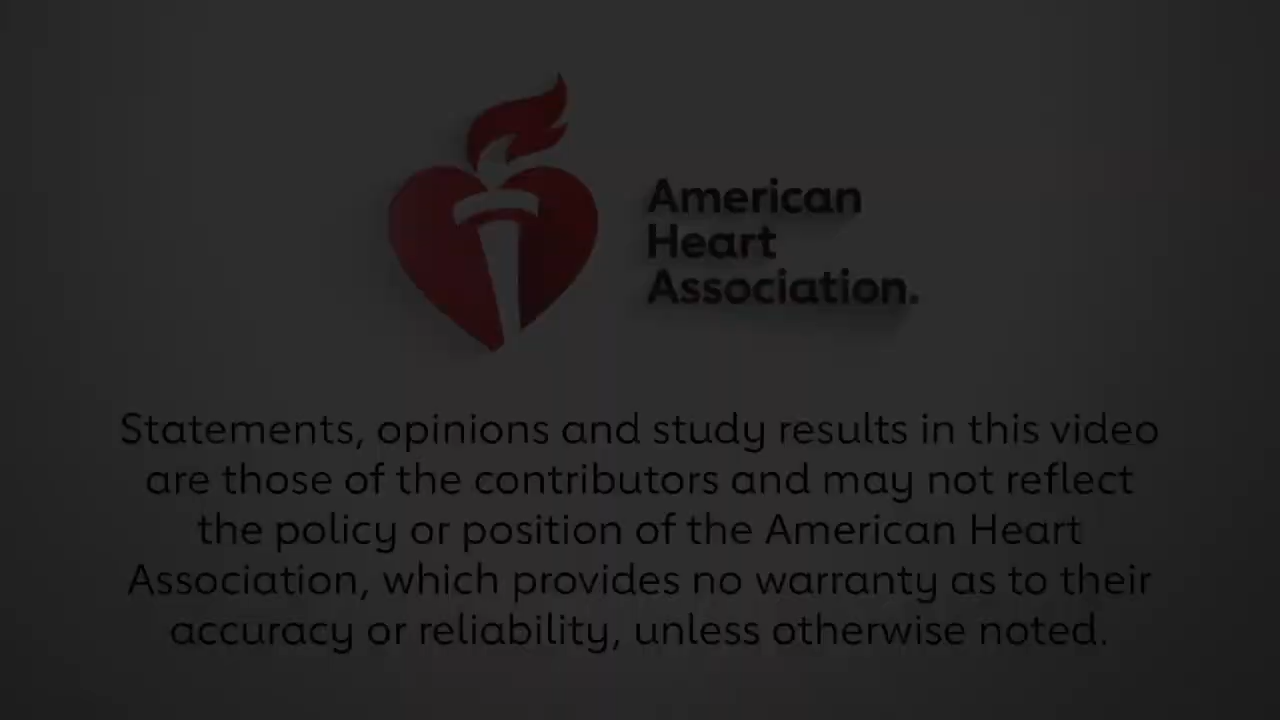 American
Heart
Association.
Statements, opinions and study results in this video
are those of the contributors and may not reflect
the policy or position of the American Heart
Association, which provides no warranty as to their
accuracy or reliability, unless otherwise noted.